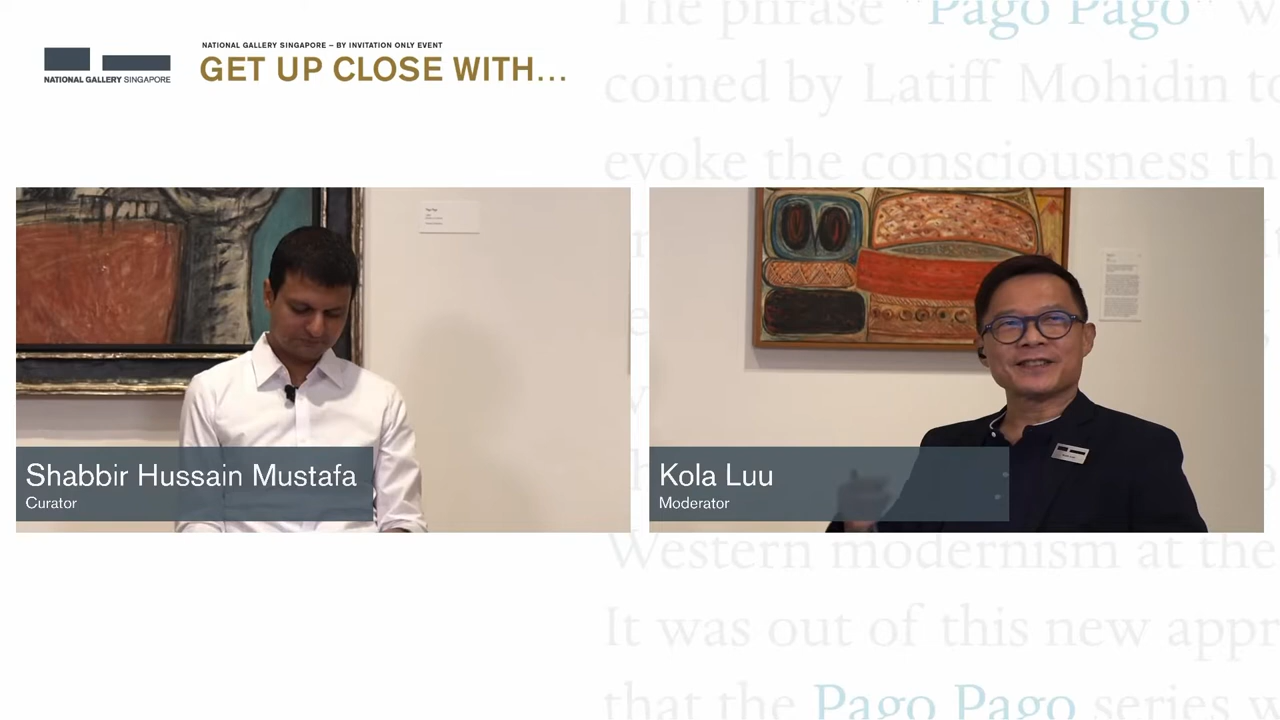 The phrase "Pago Pago" w
NATIONAL GALLERY SINGAPORE – BY INVITATION ONLY EVENT
GET UP CLOSE WITH...
NATIONAL GALLERY SINGAPORE
coined by Latiff Mohidin to
evoke the consciousness th
Shabbir Hussain Mustafa
Curator
Kola Luu
Moderator
Western modernism at the
It was out of this new appr
that the Pago Pago series w